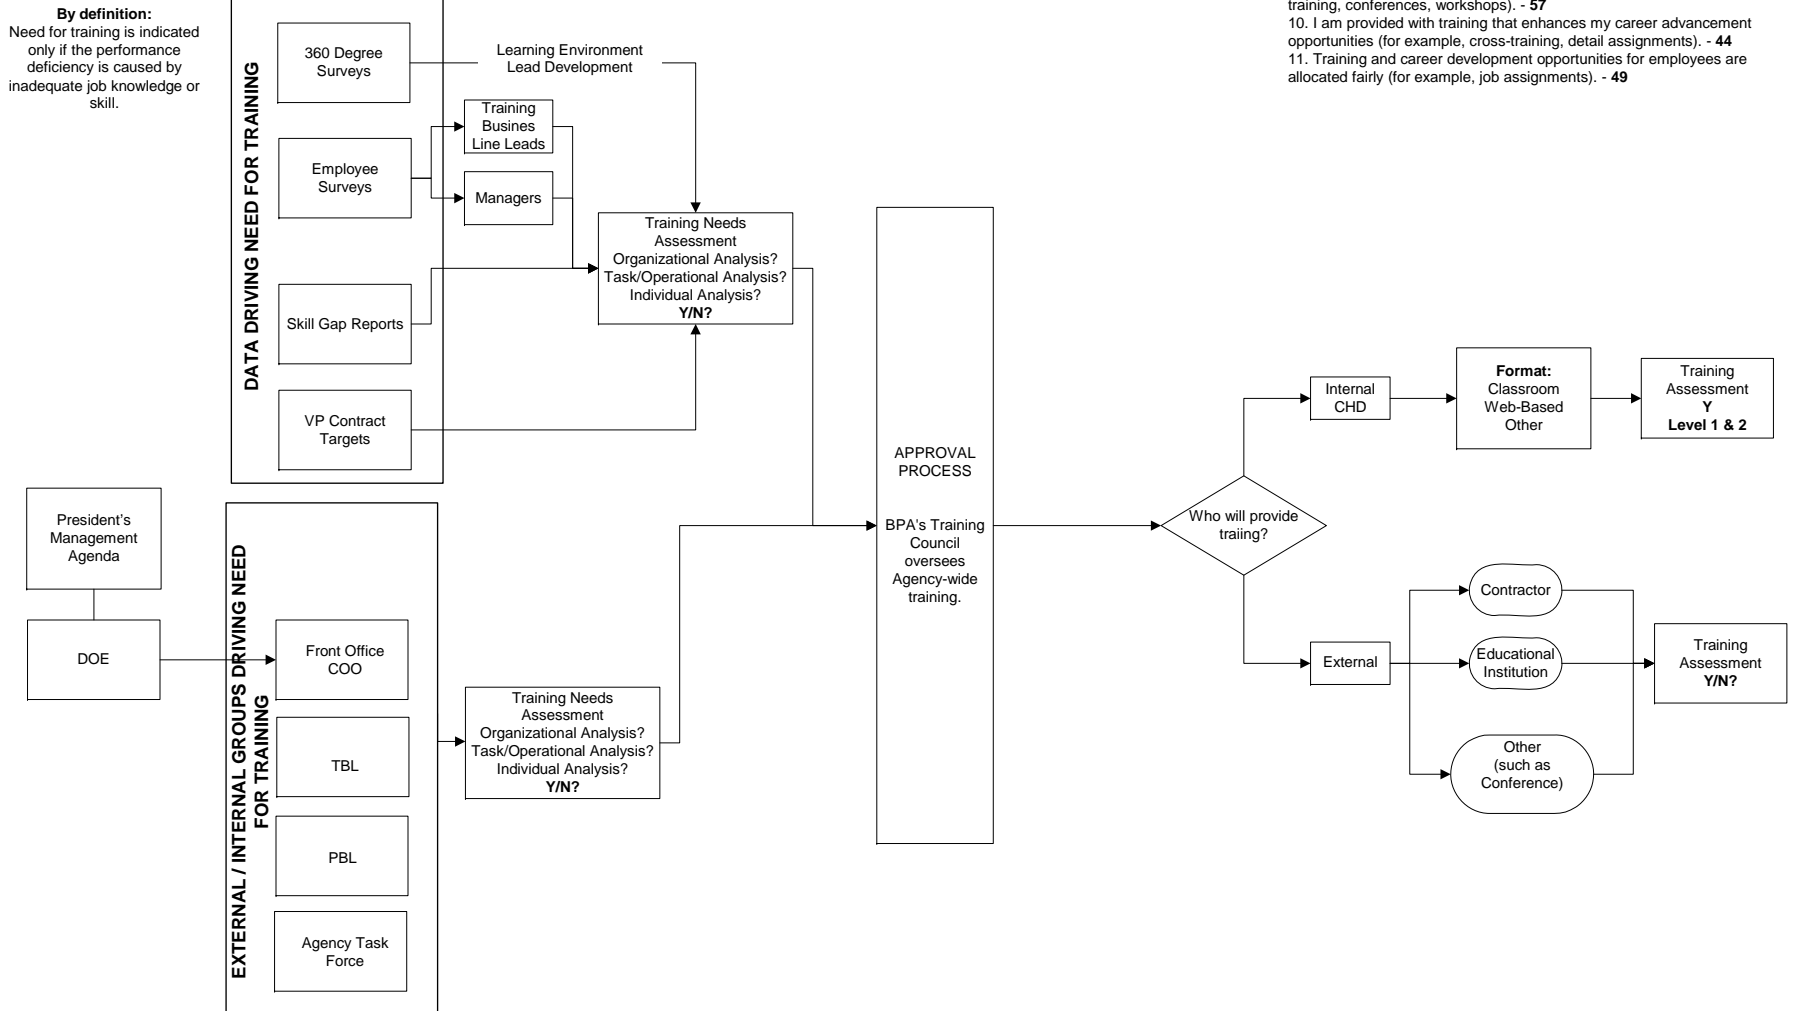 By definition:
Need for training is indicated
only if the performance
deficiency is caused by
inadequate job knowledge or
skill.
DATA DRIVING NEED FOR TRAINING
360 Degree
Surveys
Employee
Surveys
Skill Gap Reports
VP Contract
Targets
Learning Environment
Lead Development
Training
Busines
Line Leads
Managers
Training Needs
Assessment
Organizational Analysis?
Task/Operational Analysis?
Individual Analysis?
Y/N?
training, conferences, workshops). - 57
10. I am provided with training that enhances my career advancement
opportunities (for example, cross-training, detail assignments). - 44
11. Training and career development opportunities for employees are
allocated fairly (for example, job assignments). - 49
President's
Management
Agenda
DOE
EXTERNAL / INTERNAL GROUPS DRIVING NEED
FOR TRAINING
Front Office
COO
TBL
PBL
Agency Task
Force
Training Needs
Assessment
Organizational Analysis?
Task/Operational Analysis?
Individual Analysis?
Y/N?
APPROVAL
PROCESS
BPA's Training
Council
oversees
Agency-wide
training.
Who will provide
traiing?
Internal
CHD
Format:
Classroom
Web-Based
Other
Training
Assessment
Y
Level 1 & 2
External
Contractor
Educational
Institution
Other
(such as
Conference)
Training
Assessment
Y/N?